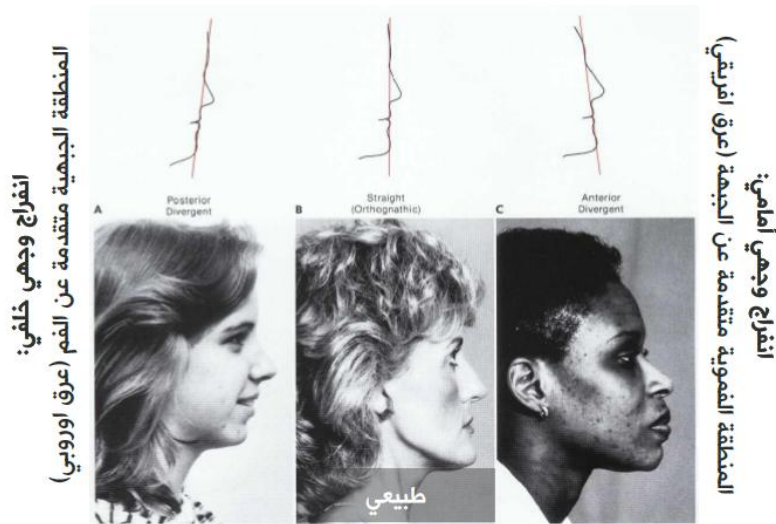 انفراج وجهي خلفي:
المنطقة الجبهية متقدمة عن الفم (عرق اوروبي)
A
Posterior
Divergent
B
Straight
(Orthognathic)
C
Anterior
Divergent
طبيعي
انفراج وجهي أمامي:
المنطقة الفموية متقدمة عن الجبهة (عرق افريقي)